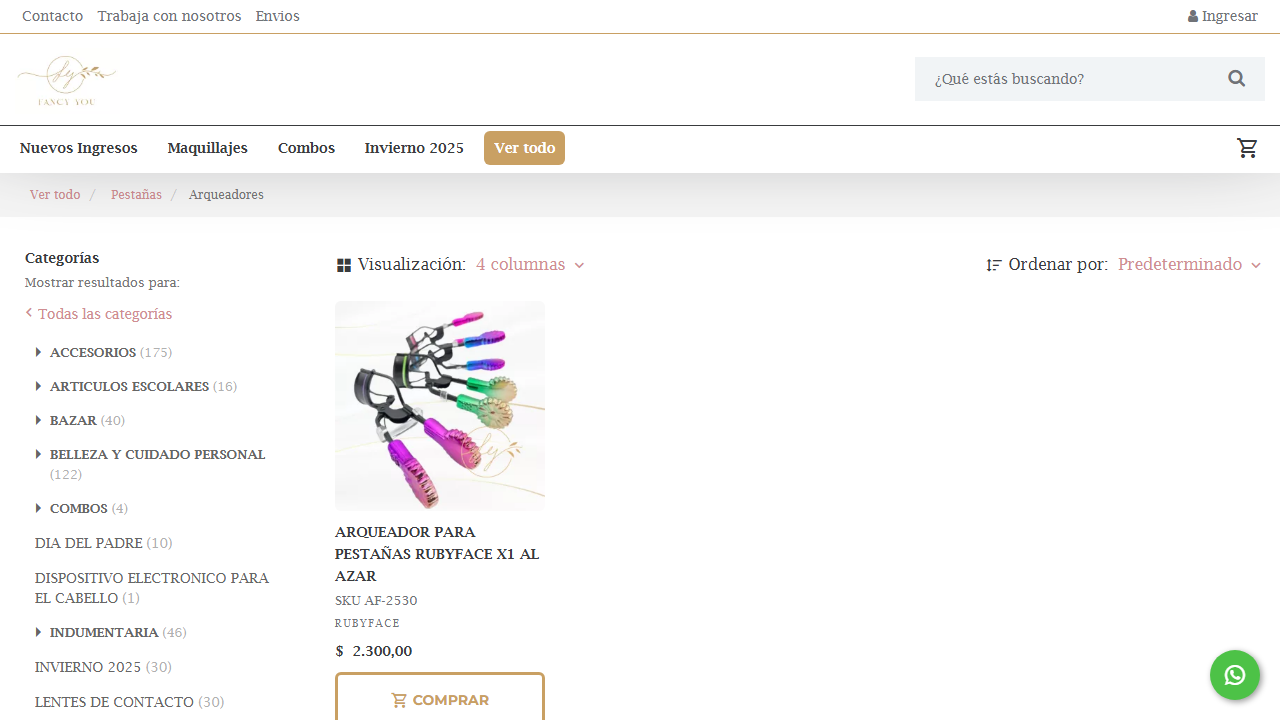 Contacto Trabaja con nosotros Envios Ingresar
fy
FANCY YOU
¿Qué estás buscando?
Nuevos Ingresos Maquillajes Combos Invierno 2025 Ver todo
Ver todo / Pestañas / Arqueadores
Categorías
Mostrar resultados para:
Todas las categorías
ACCESORIOS (175)
ARTICULOS ESCOLARES (16)
BAZAR (40)
BELLEZA Y CUIDADO PERSONAL
(122)
COMBOS (4)
DIA DEL PADRE (10)
DISPOSITIVO ELECTRONICO PARA
EL CABELLO (1)
INDUMENTARIA (46)
INVIERNO 2025 (30)
LENTES DE CONTACTO (30)
Visualización: 4 columnas
Ordenar por: Predeterminado
fy
ARQUEADOR PARA
PESTAÑAS RUBYFACE X1 AL
AZAR
SKU AF-2530
RUBYFACE
$ 2.300,00
COMPRAR